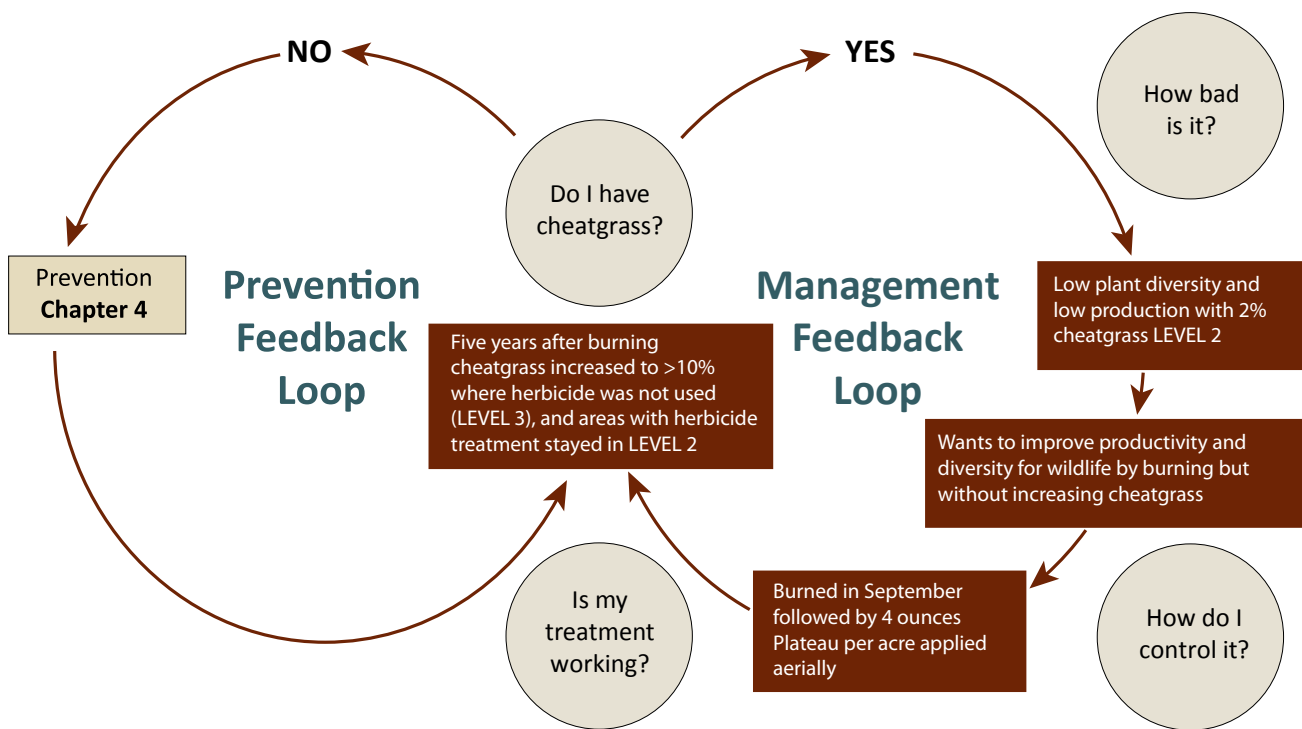 NO
YES
How bad
is it?
Do I have
cheatgrass?
Prevention
Chapter 4
Prevention
Feedback
Loop
Management
Feedback
Loop
Low plant diversity and
low production with 2%
cheatgrass LEVEL 2
Five years after burning
cheatgrass increased to >10%
where herbicide was not used
(LEVEL 3), and areas with herbicide
treatment stayed in LEVEL 2
Wants to improve productivity and
diversity for wildlife by burning but
without increasing cheatgrass
Is my
treatment
working?
Burned in September
followed by 4 ounces
Plateau per acre applied
aerially
How do I
control it?